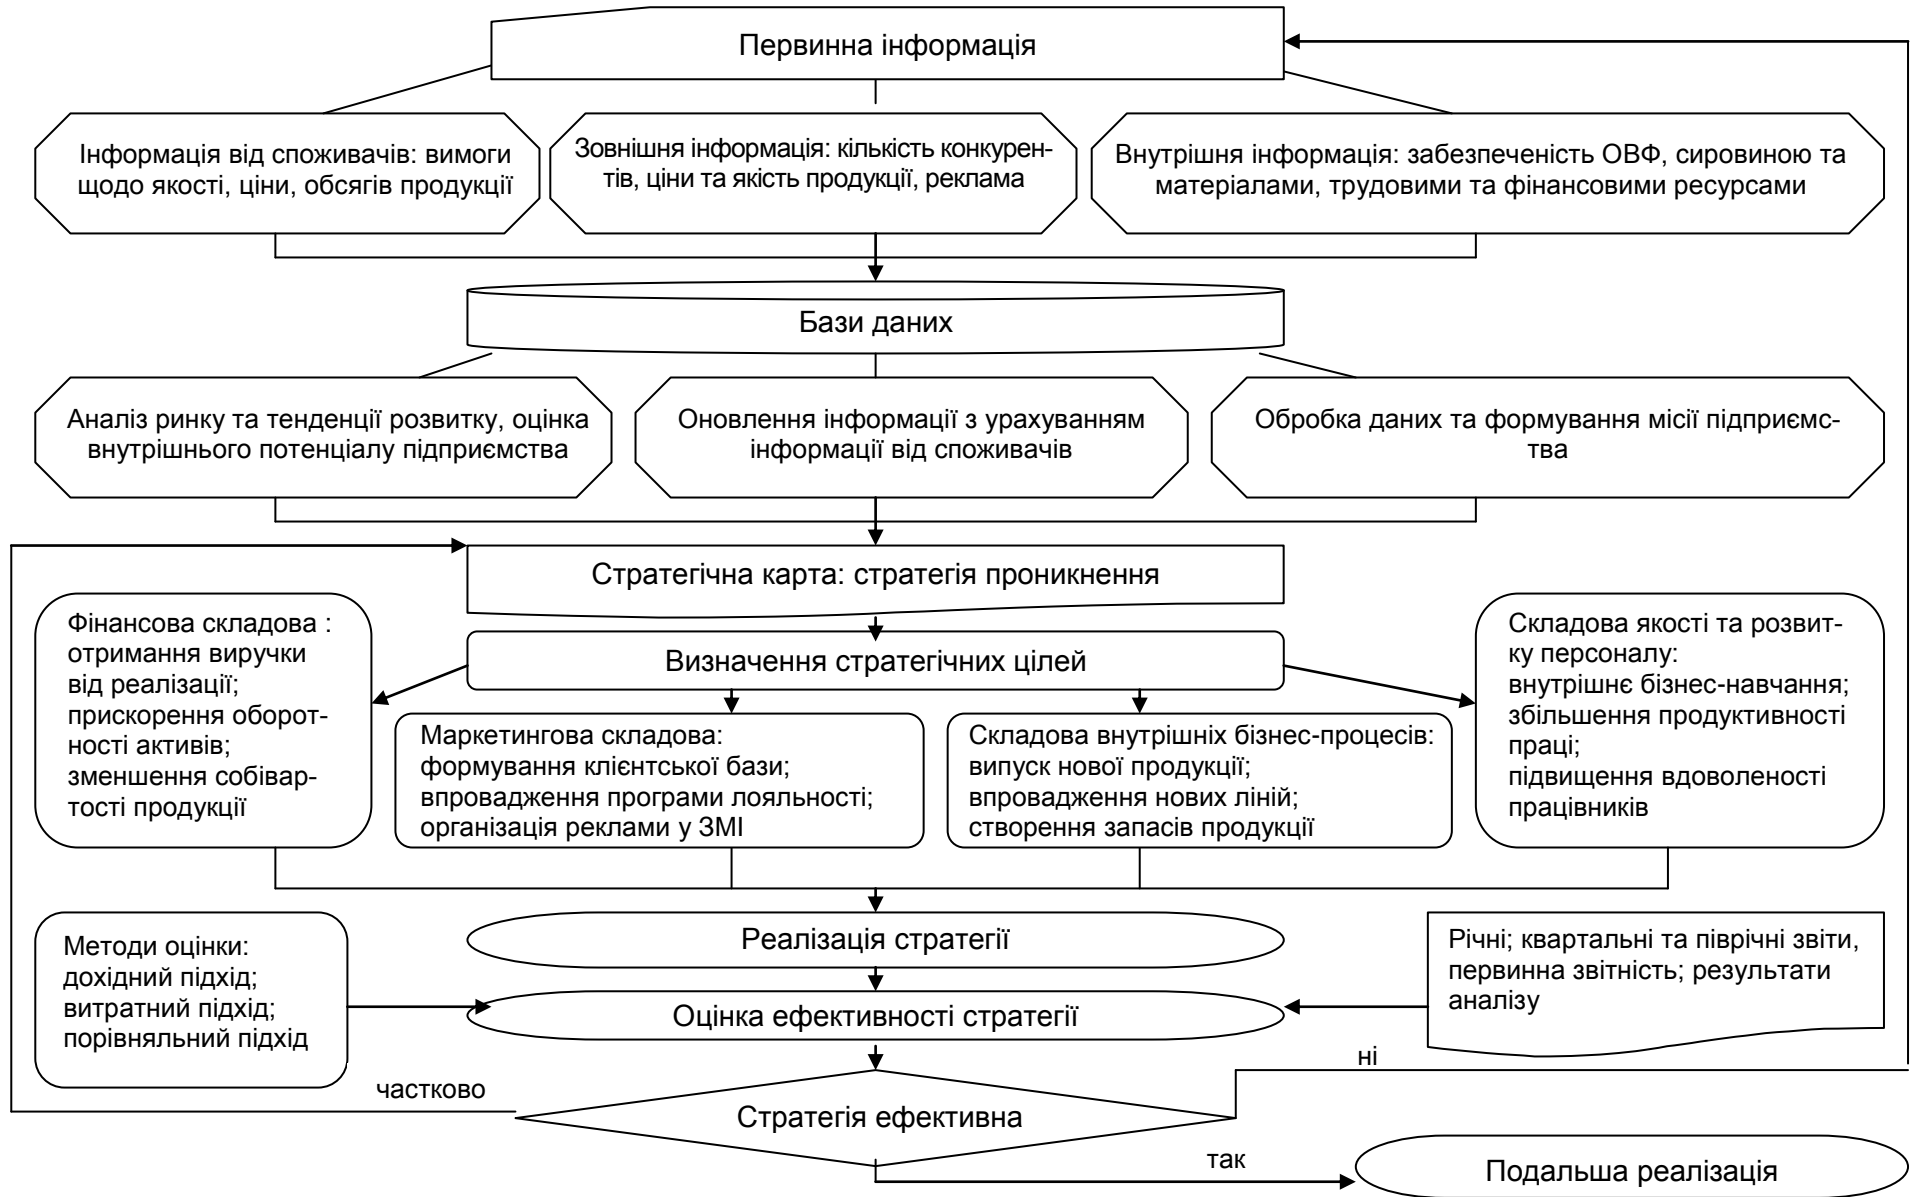 Первинна інформація
Інформація від споживачів: вимоги
щодо якості, ціни, обсягів продукції
Зовнішня інформація: кількість конкурен-
тів, ціни та якість продукції, реклама
Внутрішня інформація: забезпеченість ОВФ, сировиною та
матеріалами, трудовими та фінансовими ресурсами
Бази даних
Аналіз ринку та тенденції розвитку, оцінка
внутрішнього потенціалу підприємства
Оновлення інформації з урахуванням
інформації від споживачів
Обробка даних та формування місії підприємс-
тва
Стратегічна карта: стратегія проникнення
Визначення стратегічних цілей
Фінансова складова :
отримання виручки
від реалізації;
прискорення оборот-
ності активів;
зменшення собівар-
тості продукції
Маркетингова складова:
формування клієнтської бази;
впровадження програми лояльності;
організація реклами у ЗМІ
Складова внутрішніх бізнес-процесів:
випуск нової продукції;
впровадження нових ліній;
створення запасів продукції
Складова якості та розвит-
ку персоналу:
внутрішнє бізнес-навчання;
збільшення продуктивності
праці;
підвищення вдоволеності
працівників
Реалізація стратегії
Методи оцінки:
дохідний підхід;
витратний підхід;
порівняльний підхід
Оцінка ефективності стратегії
Річні; квартальні та піврічні звіти,
первинна звітність; результати
аналізу
ні
частково
Стратегія ефективна
так
Подальша реалізація